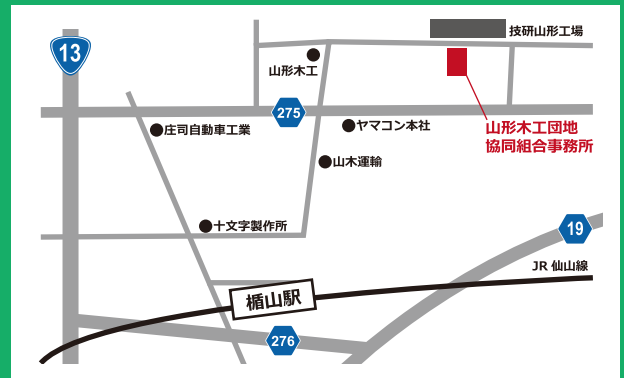 技研山形工場
13
山形木工
275
ヤマコン本社
庄司自動車工業
山形木工団地
協同組合事務所
山木運輸
十文字製作所
19
JR 仙山線
楯山駅
276